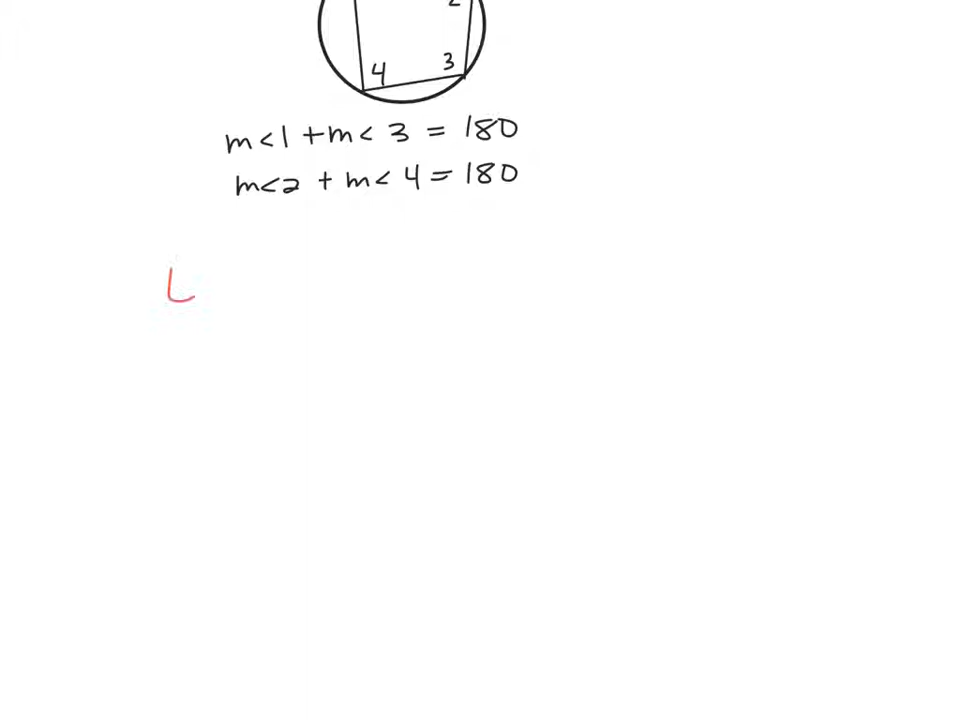 2
4 3
m<1 + m< 3 = 180
m<2 + m< 4 = 180
L